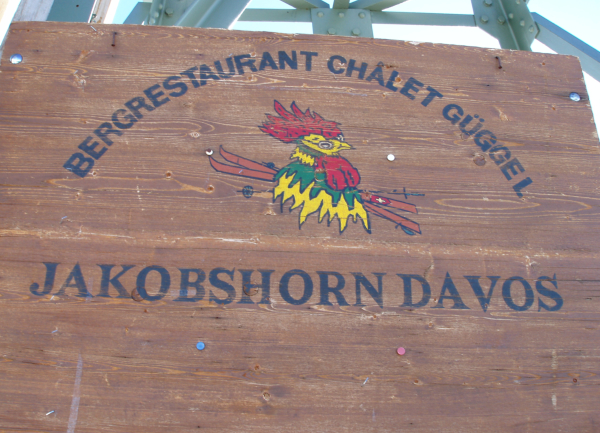 BERGRESTAURANT CHALET GÜGGEL
JAKOBSHORN DAVOS